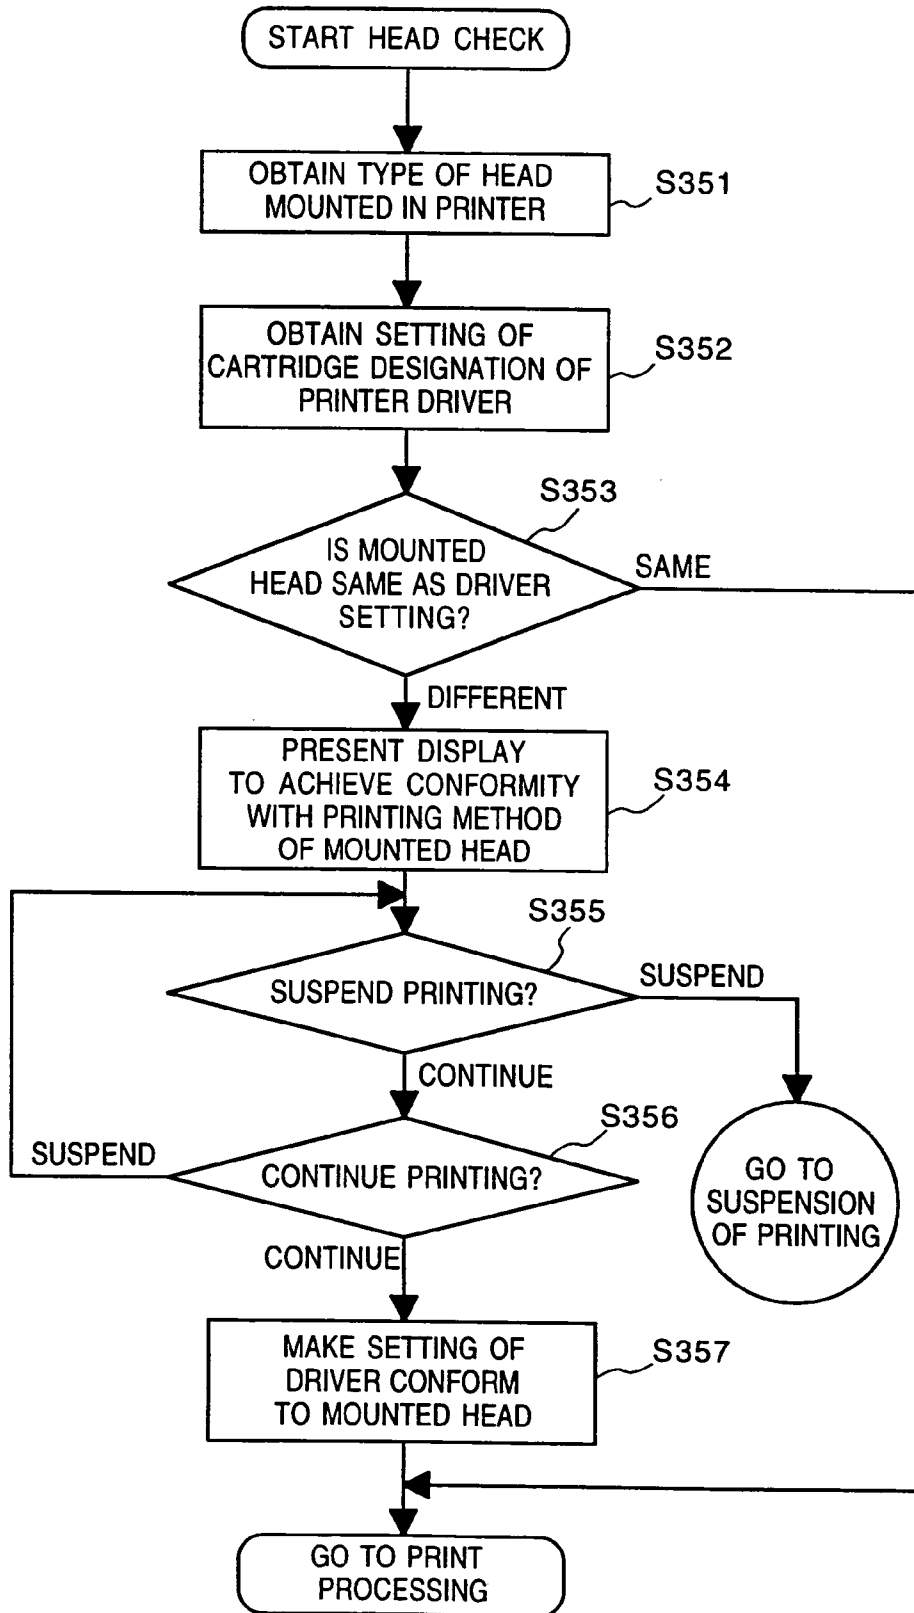 START HEAD CHECK
OBTAIN TYPE OF HEAD
MOUNTED IN PRINTER
S351
OBTAIN SETTING OF
CARTRIDGE DESIGNATION OF
PRINTER DRIVER
S352
S353
IS MOUNTED
HEAD SAME AS DRIVER
SETTING?
SAME
DIFFERENT
PRESENT DISPLAY
TO ACHIEVE CONFORMITY
WITH PRINTING METHOD
OF MOUNTED HEAD
S354
S355
SUSPEND PRINTING?
SUSPEND
CONTINUE
S356
SUSPEND
CONTINUE PRINTING?
GO TO
SUSPENSION
OF PRINTING
CONTINUE
MAKE SETTING OF
DRIVER CONFORM
TO MOUNTED HEAD
S357
GO TO PRINT
PROCESSING